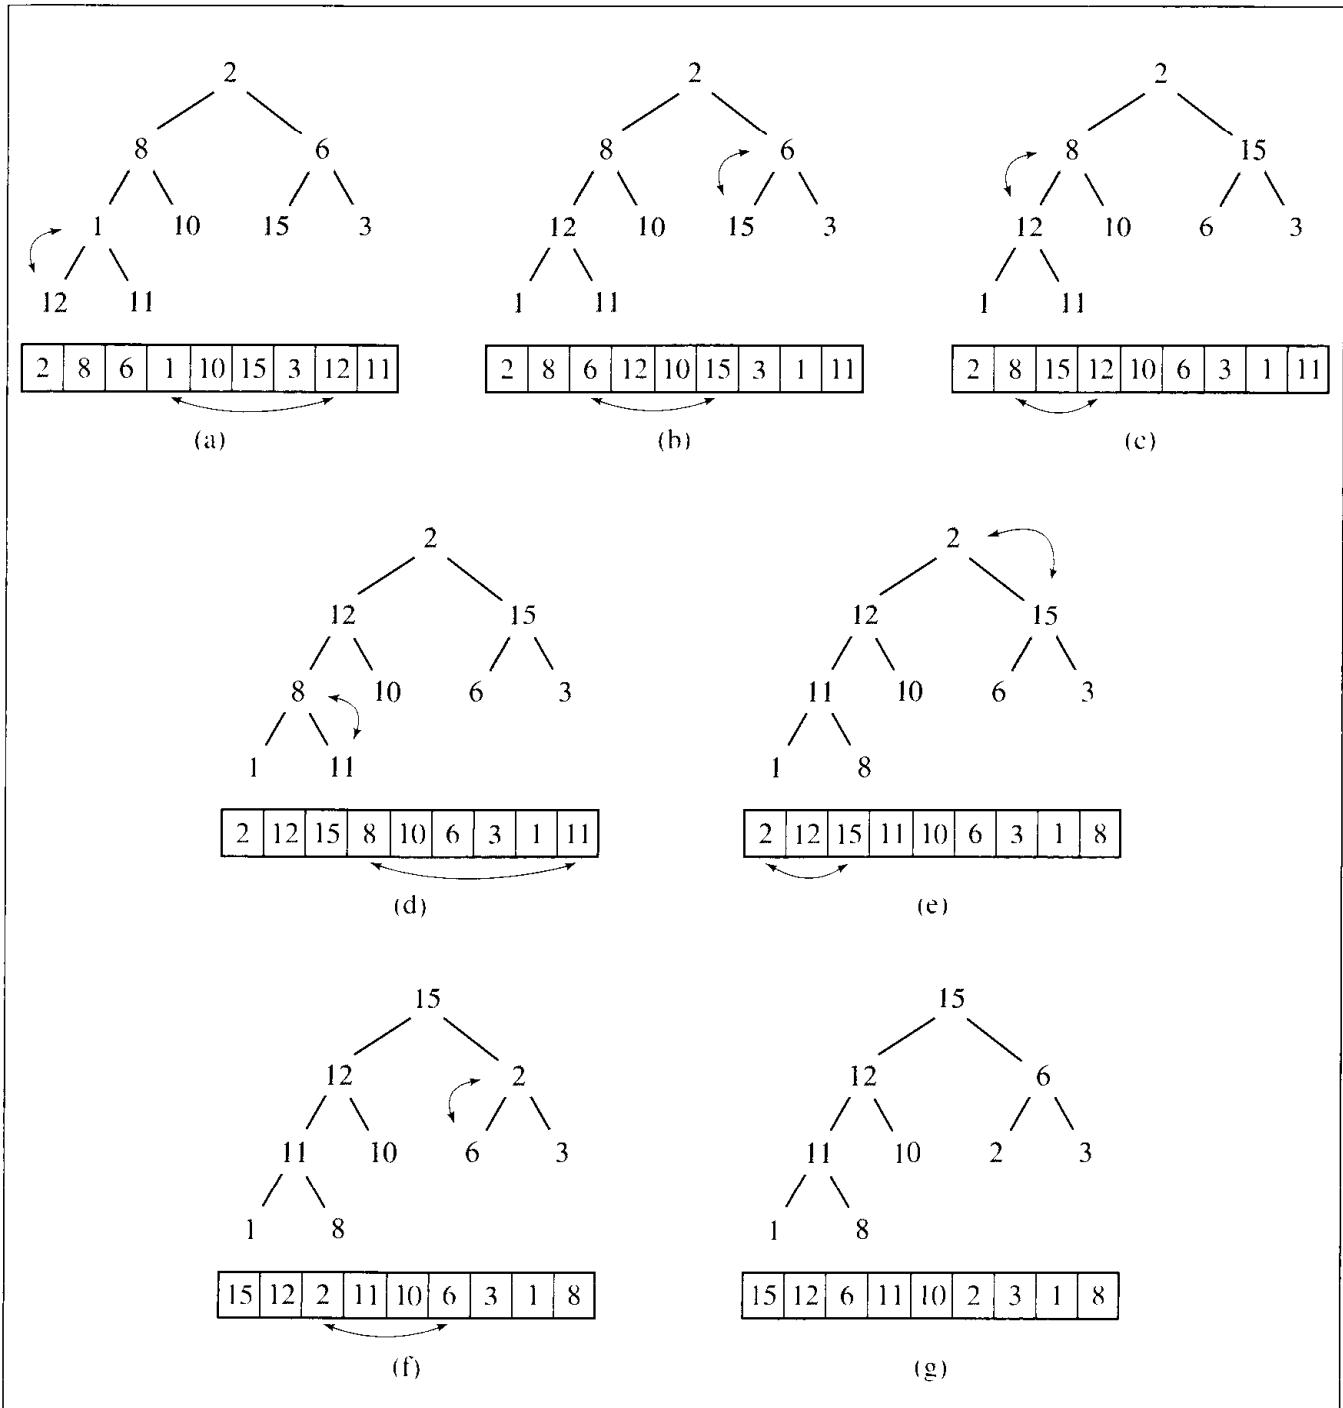 2 2 2
8 6 8 6 8 15
1 10 15 3 12 10 15 3 12 10 6 3
12 11 1 11 1 11
2 8 6 1 10 15 3 12 11 2 8 6 12 10 15 3 1 11 2 8 15 12 10 6 3 1 11
(a) (b) (c)
2 2
12 15 12 15
8 10 6 3 11 10 6 3
1 11 1 8
2 12 15 8 10 6 3 1 11 2 12 15 11 10 6 3 1 8
(d) (e)
15 15
12 2 12 6
11 10 6 3 11 10 2 3
1 8 1 8
15 12 2 11 10 6 3 1 8 15 12 6 11 10 2 3 1 8
(f) (g)